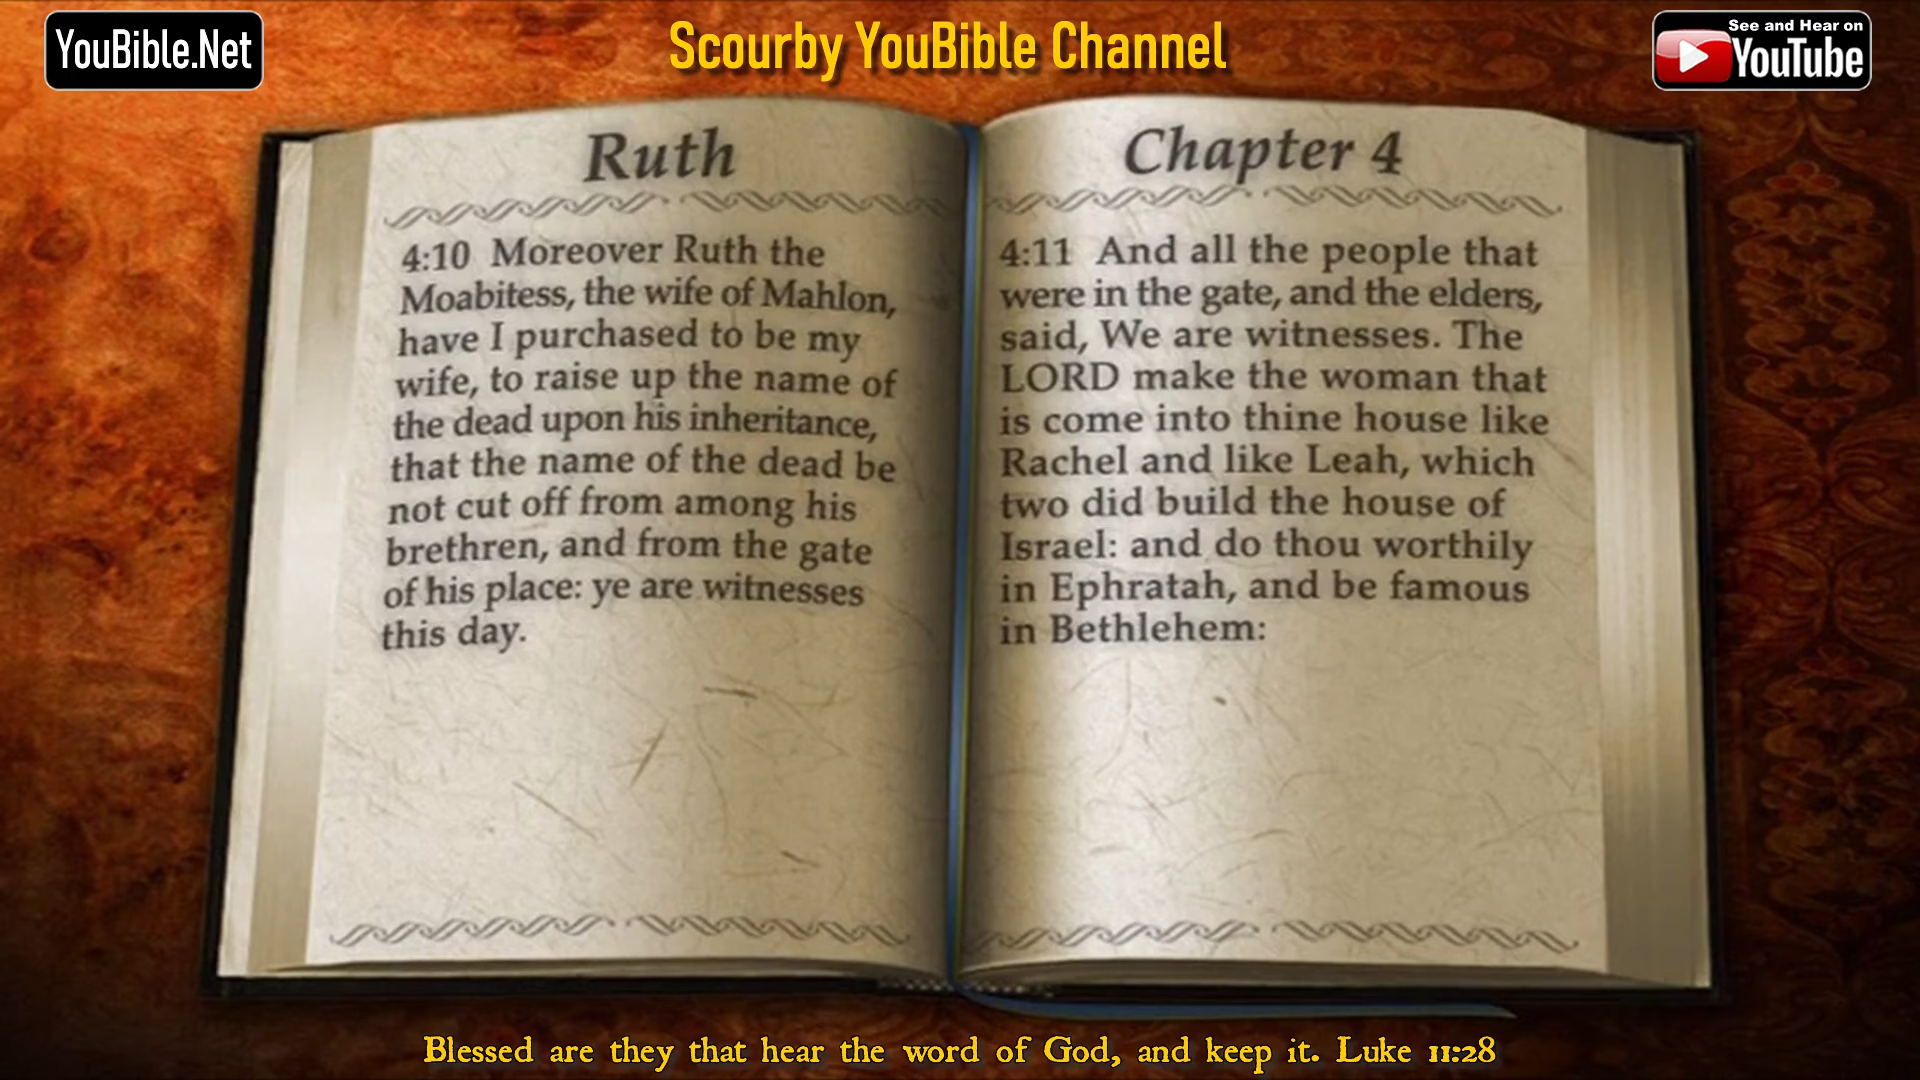 YouBible.Net
Scourby YouBible Channel
See and Hear on
YouTube
Ruth
4:10 Moreover Ruth the
Moabitess, the wife of Mahlon,
have I purchased to be my
wife, to raise up the name of
the dead upon his inheritance,
that the name of the dead be
not cut off from among his
brethren, and from the gate
of his place: ye are witnesses
this day.
Chapter 4
4:11 And all the people that
were in the gate, and the elders,
said, We are witnesses. The
LORD make the woman that
is come into thine house like
Rachel and like Leah, which
two did build the house of
Israel: and do thou worthily
in Ephratah, and be famous
in Bethlehem:
Blessed are they that hear the word of God, and keep it. Luke 11:28